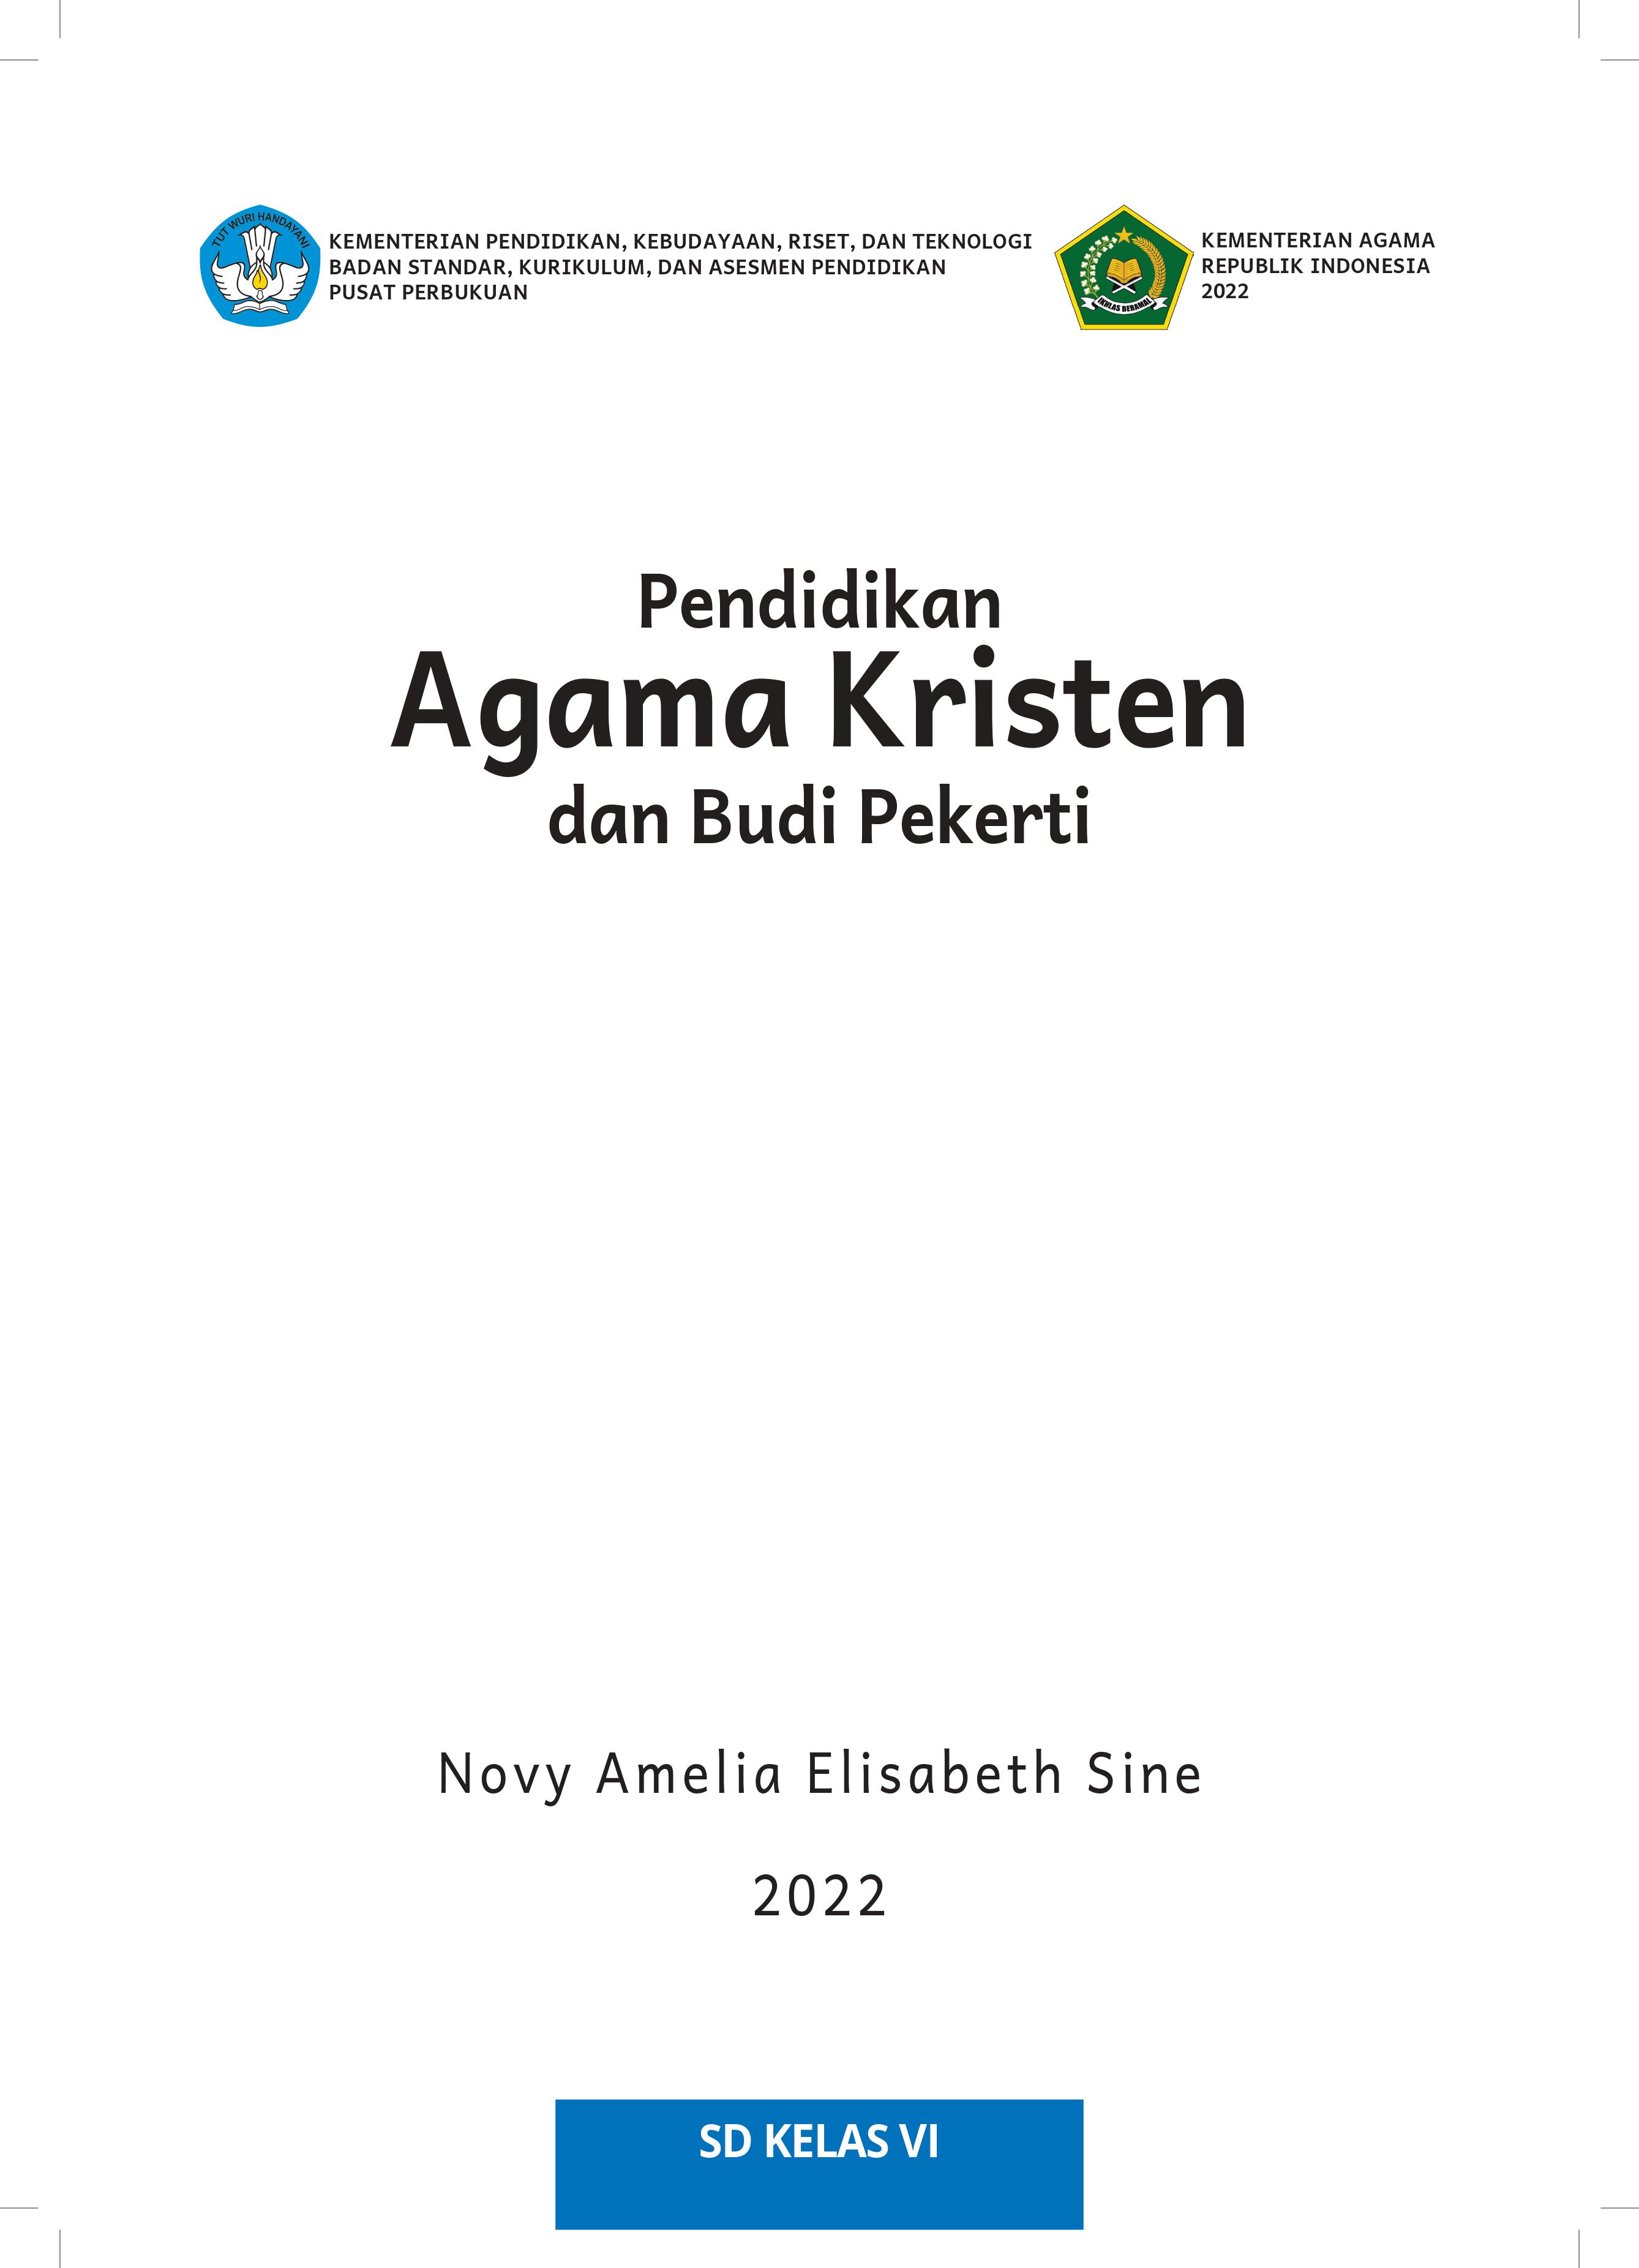 TUT WURI HANDAYANI
KEMENTERIAN PENDIDIKAN, KEBUDAYAAN, RISET, DAN TEKNOLOGI
BADAN STANDAR, KURIKULUM, DAN ASESMEN PENDIDIKAN
PUSAT PERBUKUAN
IKHLAS BERAMAL
KEMENTERIAN AGAMA
REPUBLIK INDONESIA
2022
Pendidikan
Agama Kristen
dan Budi Pekerti
Novy Amelia Elisabeth Sine
2022
SD KELAS VI